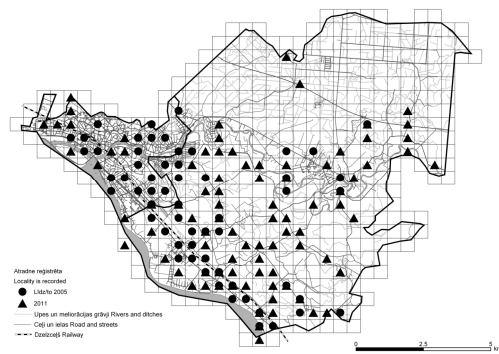 Atradne reģistrēta
Locality is recorded
Līdz/to 2005
2011
Upes un meliorācijas grāvji Rivers and ditches
Ceļi un ielas Road and streets
Dzelzceļš Railway
0 2.5 5
km